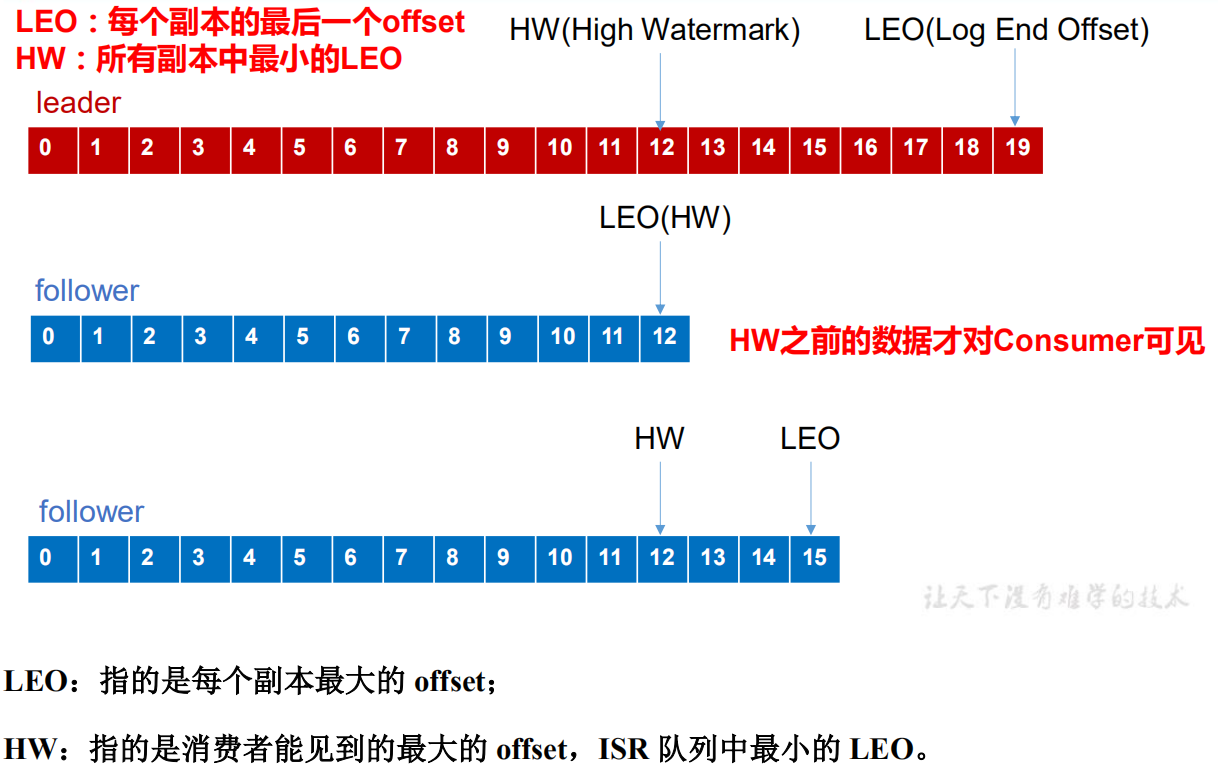 LEO：每个副本的最后一个offset
HW(High Watermark)
LEO(Log End Offset)
HW：所有副本中最小的LEO
leader
0 1 2 3 4 5 6 7 8 9 10 11 12 13 14 15 16 17 18 19
LEO(HW)
follower
0 1 2 3 4 5 6 7 8 9 10 11 12
HW之前的数据才对Consumer可见
HW
LEO
follower
0 1 2 3 4 5 6 7 8 9 10 11 12 13 14 15
让天下没有难学的技术
LEO：指的是每个副本最大的 offset；
HW：指的是消费者能见到的最大的 offset，ISR 队列中最小的 LEO。